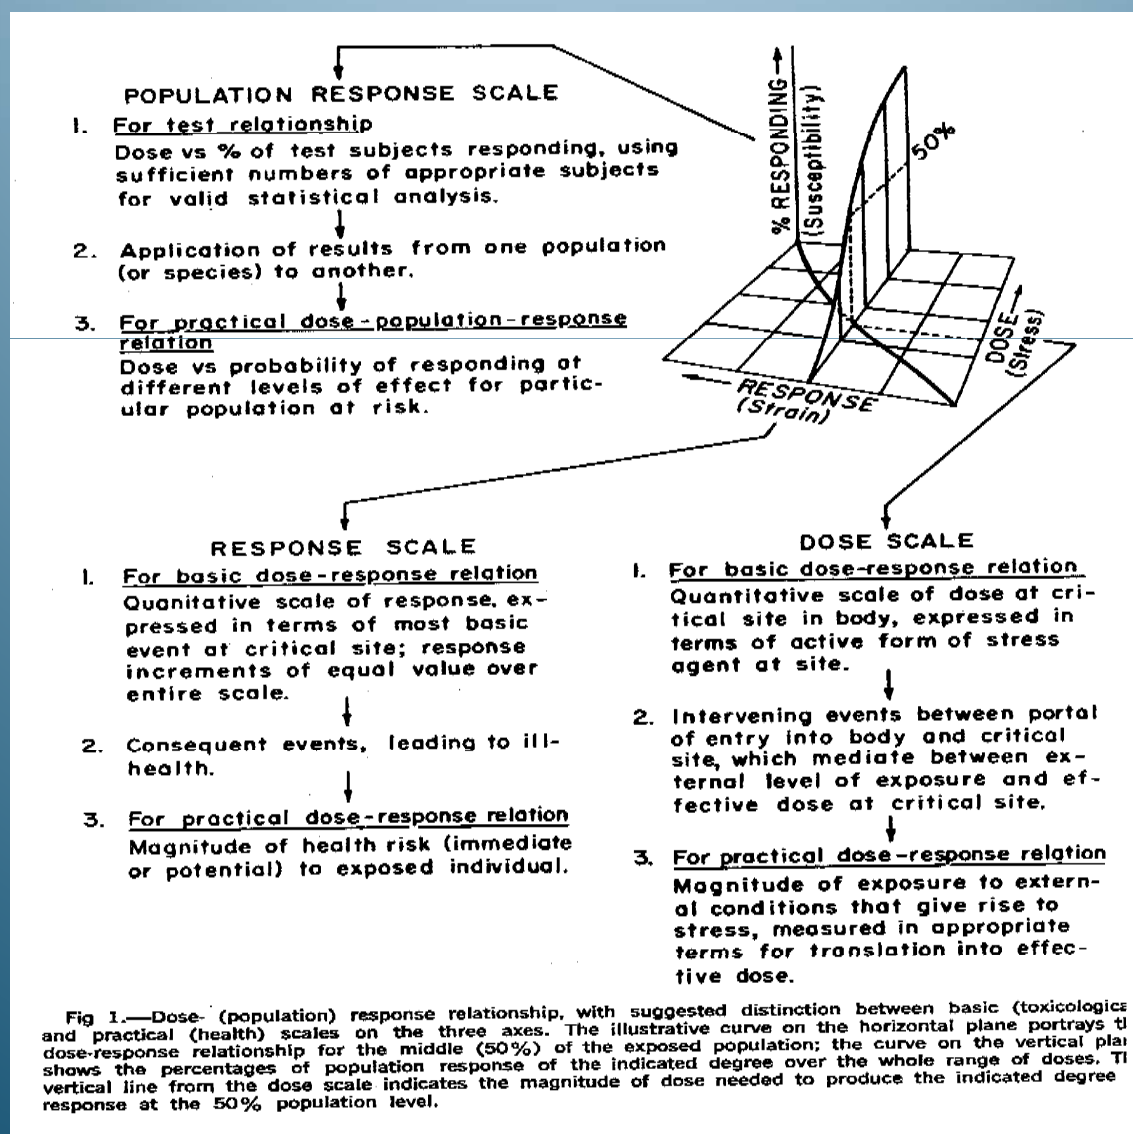 POPULATION RESPONSE SCALE
1. For test relationship
Dose vs % of test subjects responding, using
sufficient numbers of appropriate subjects
for valid statistical analysis.
2. Application of results from one population
(or species) to another.
3. For practical dose-population-response
relation
Dose vs probability of responding at
different levels of effect for partic-
ular population at risk.
% RESPONDING
(Susceptibility)
50%
DOSE
(Stress)
RESPONSE
(Strain)
RESPONSE SCALE
1. For basic dose-response relation
Quanitative scale of response, ex-
pressed in terms of most basic
event at critical site; response
increments of equal value over
entire scale.
2. Consequent events, leading to ill-
health.
3. For practical dose-response relation
Magnitude of health risk (immediate
or potential) to exposed individual.
DOSE SCALE
1. For basic dose-response relation
Quantitative scale of dose at cri-
tical site in body, expressed in
terms of active form of stress
agent at site.
2. Intervening events between portal
of entry into body and critical
site, which mediate between ex-
ternal level of exposure and ef-
fective dose at critical site.
3. For practical dose-response relation
Magnitude of exposure to extern-
al conditions that give rise to
stress, measured in appropriate
terms for translation into effec-
tive dose.
Fig 1.—Dose- (population) response relationship, with suggested distinction between basic (toxicologica
and practical (health) scales on the three axes. The illustrative curve on the horizontal plane portrays
dose-response relationship for the middle (50%) of the exposed population; the curve on the vertical
shows the percentages of population response of the indicated degree over the whole range of doses.
vertical line from the dose scale indicates the magnitude of dose needed to produce the indicated degree
response at the 50% population level.